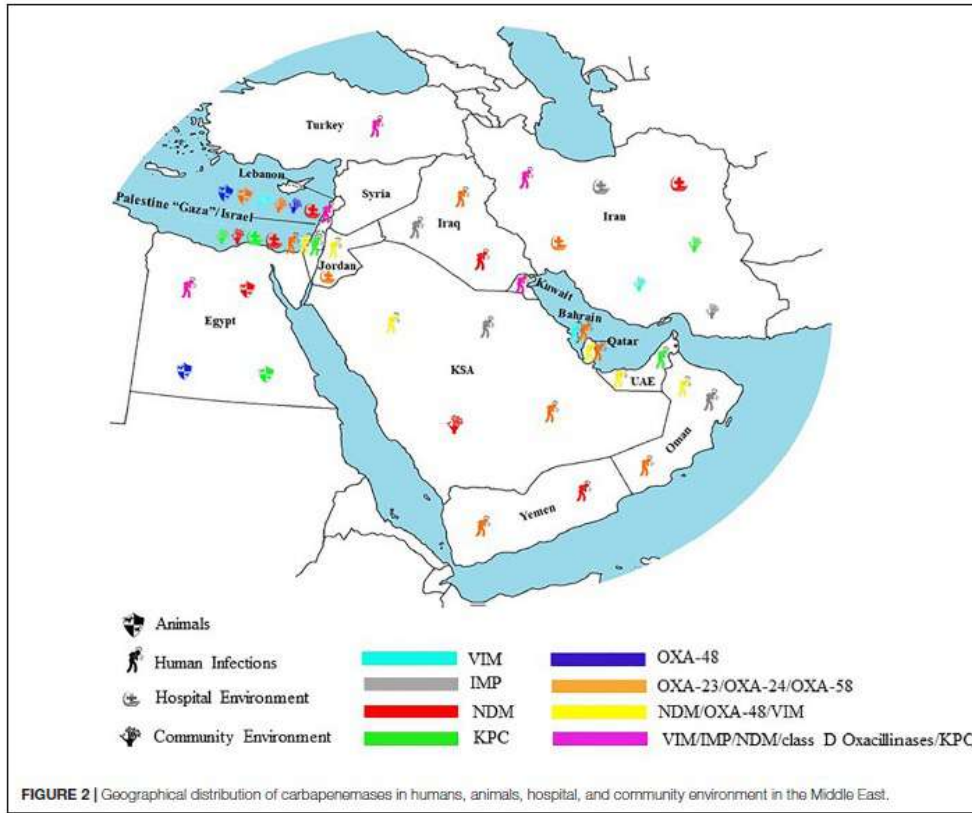 Turkey
Lebanon
Syria
Palestine "Gaza"/Israel
Iraq
Iran
Jordan
Kuwait
Egypt
Bahrain
Qatar
KSA
UAE
Oman
Yemen
Animals
Human Infections
Hospital Environment
Community Environment
VIM
IMP
NDM
KPC
OXA-48
OXA-23/OXA-24/OXA-58
NDM/OXA-48/VIM
VIM/IMP/NDM/class D Oxacillinases/KPC
FIGURE 2 | Geographical distribution of carbapenemases in humans, animals, hospital, and community environment in the Middle East.